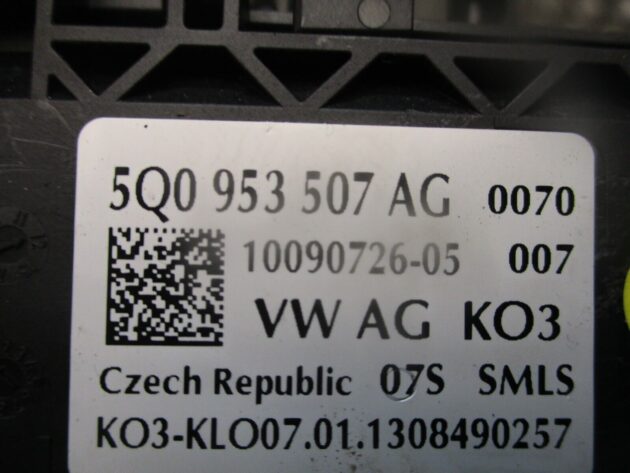 5Q0 953 507 AG 0070
10090726-05 007
VW AG KO3
Czech Republic 07S SMLS
KO3-KLO07.01.1308490257